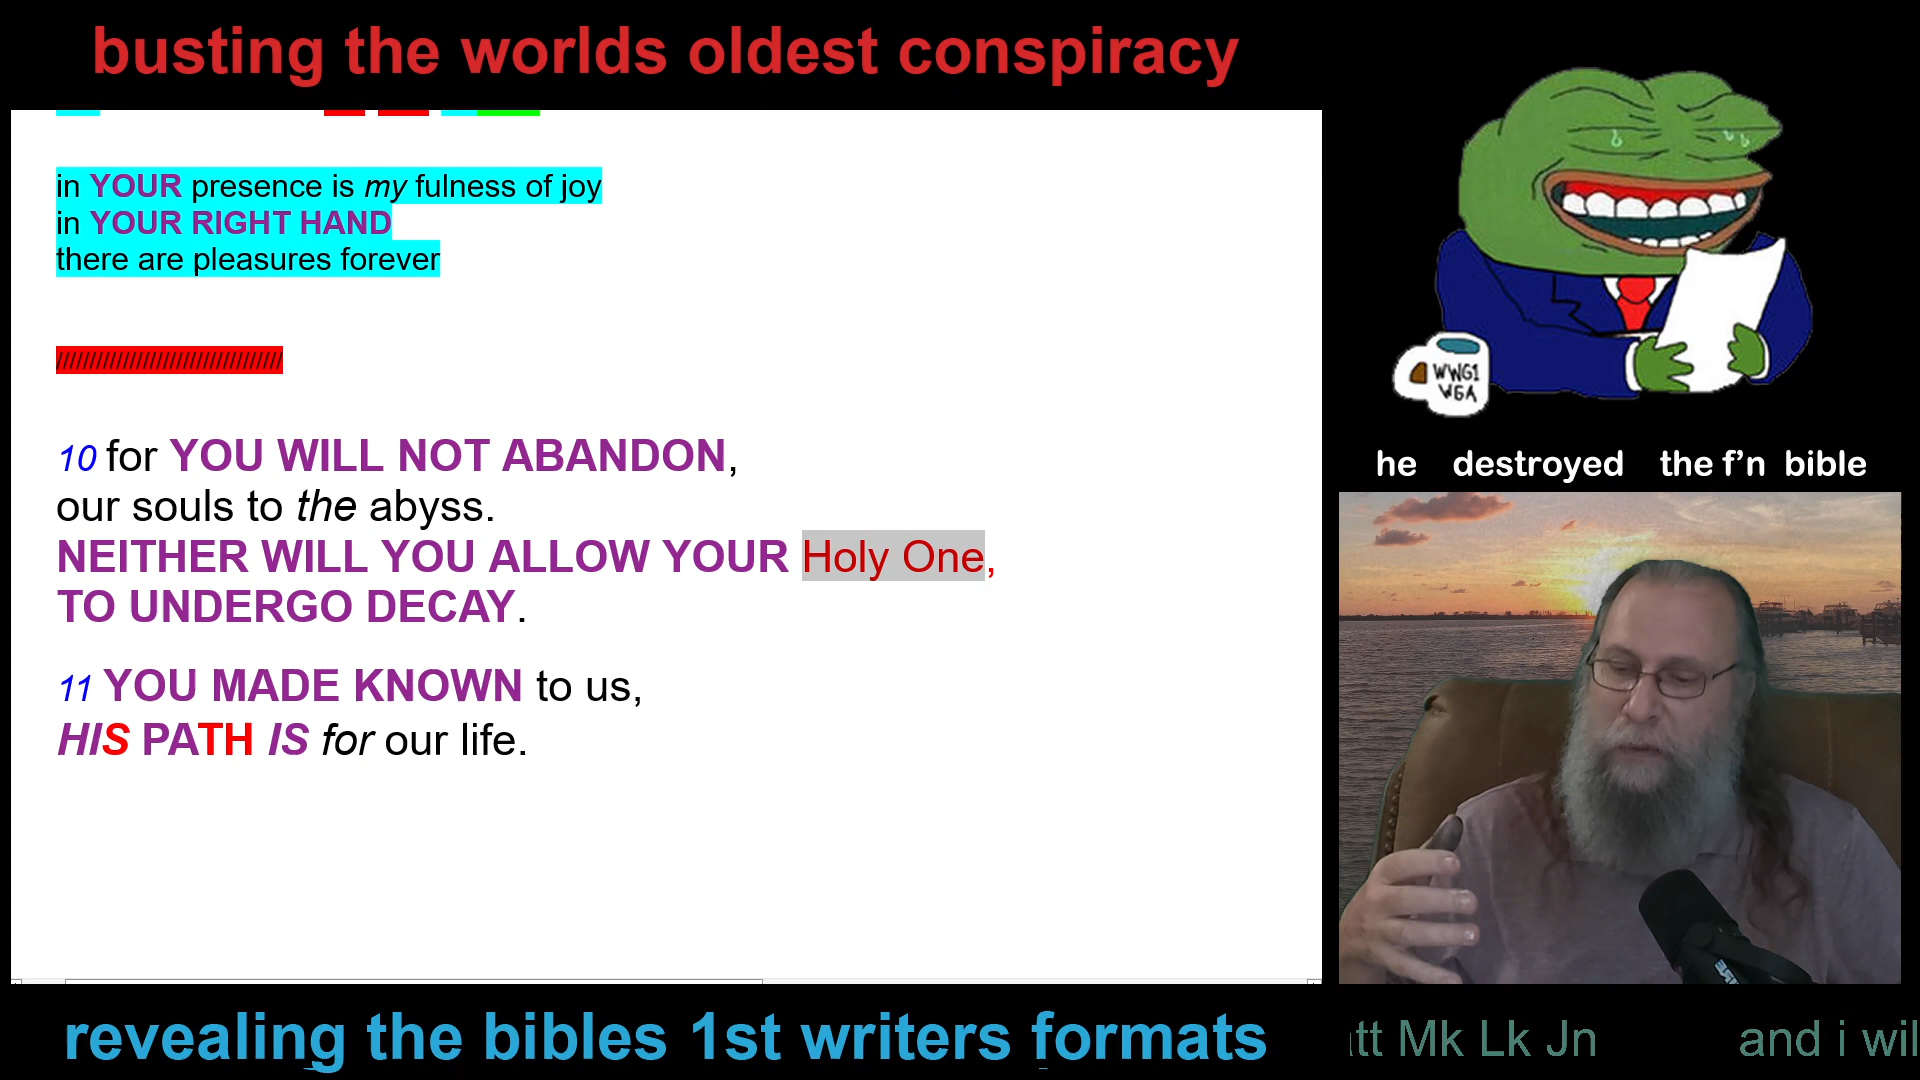 busting the worlds oldest conspiracy
in YOUR presence is my fulness of joy
in YOUR RIGHT HAND
there are pleasures forever
//////////////////////////////////
10 for YOU WILL NOT ABANDON,
our souls to the abyss.
NEITHER WILL YOU ALLOW YOUR Holy One,
TO UNDERGO DECAY.
11 YOU MADE KNOWN to us,
HIS PATH IS for our life.
WWG1
WGA
he destroyed the f'n bible
revealing the bibles 1st writers formats
tt Mk Lk Jn and i wil